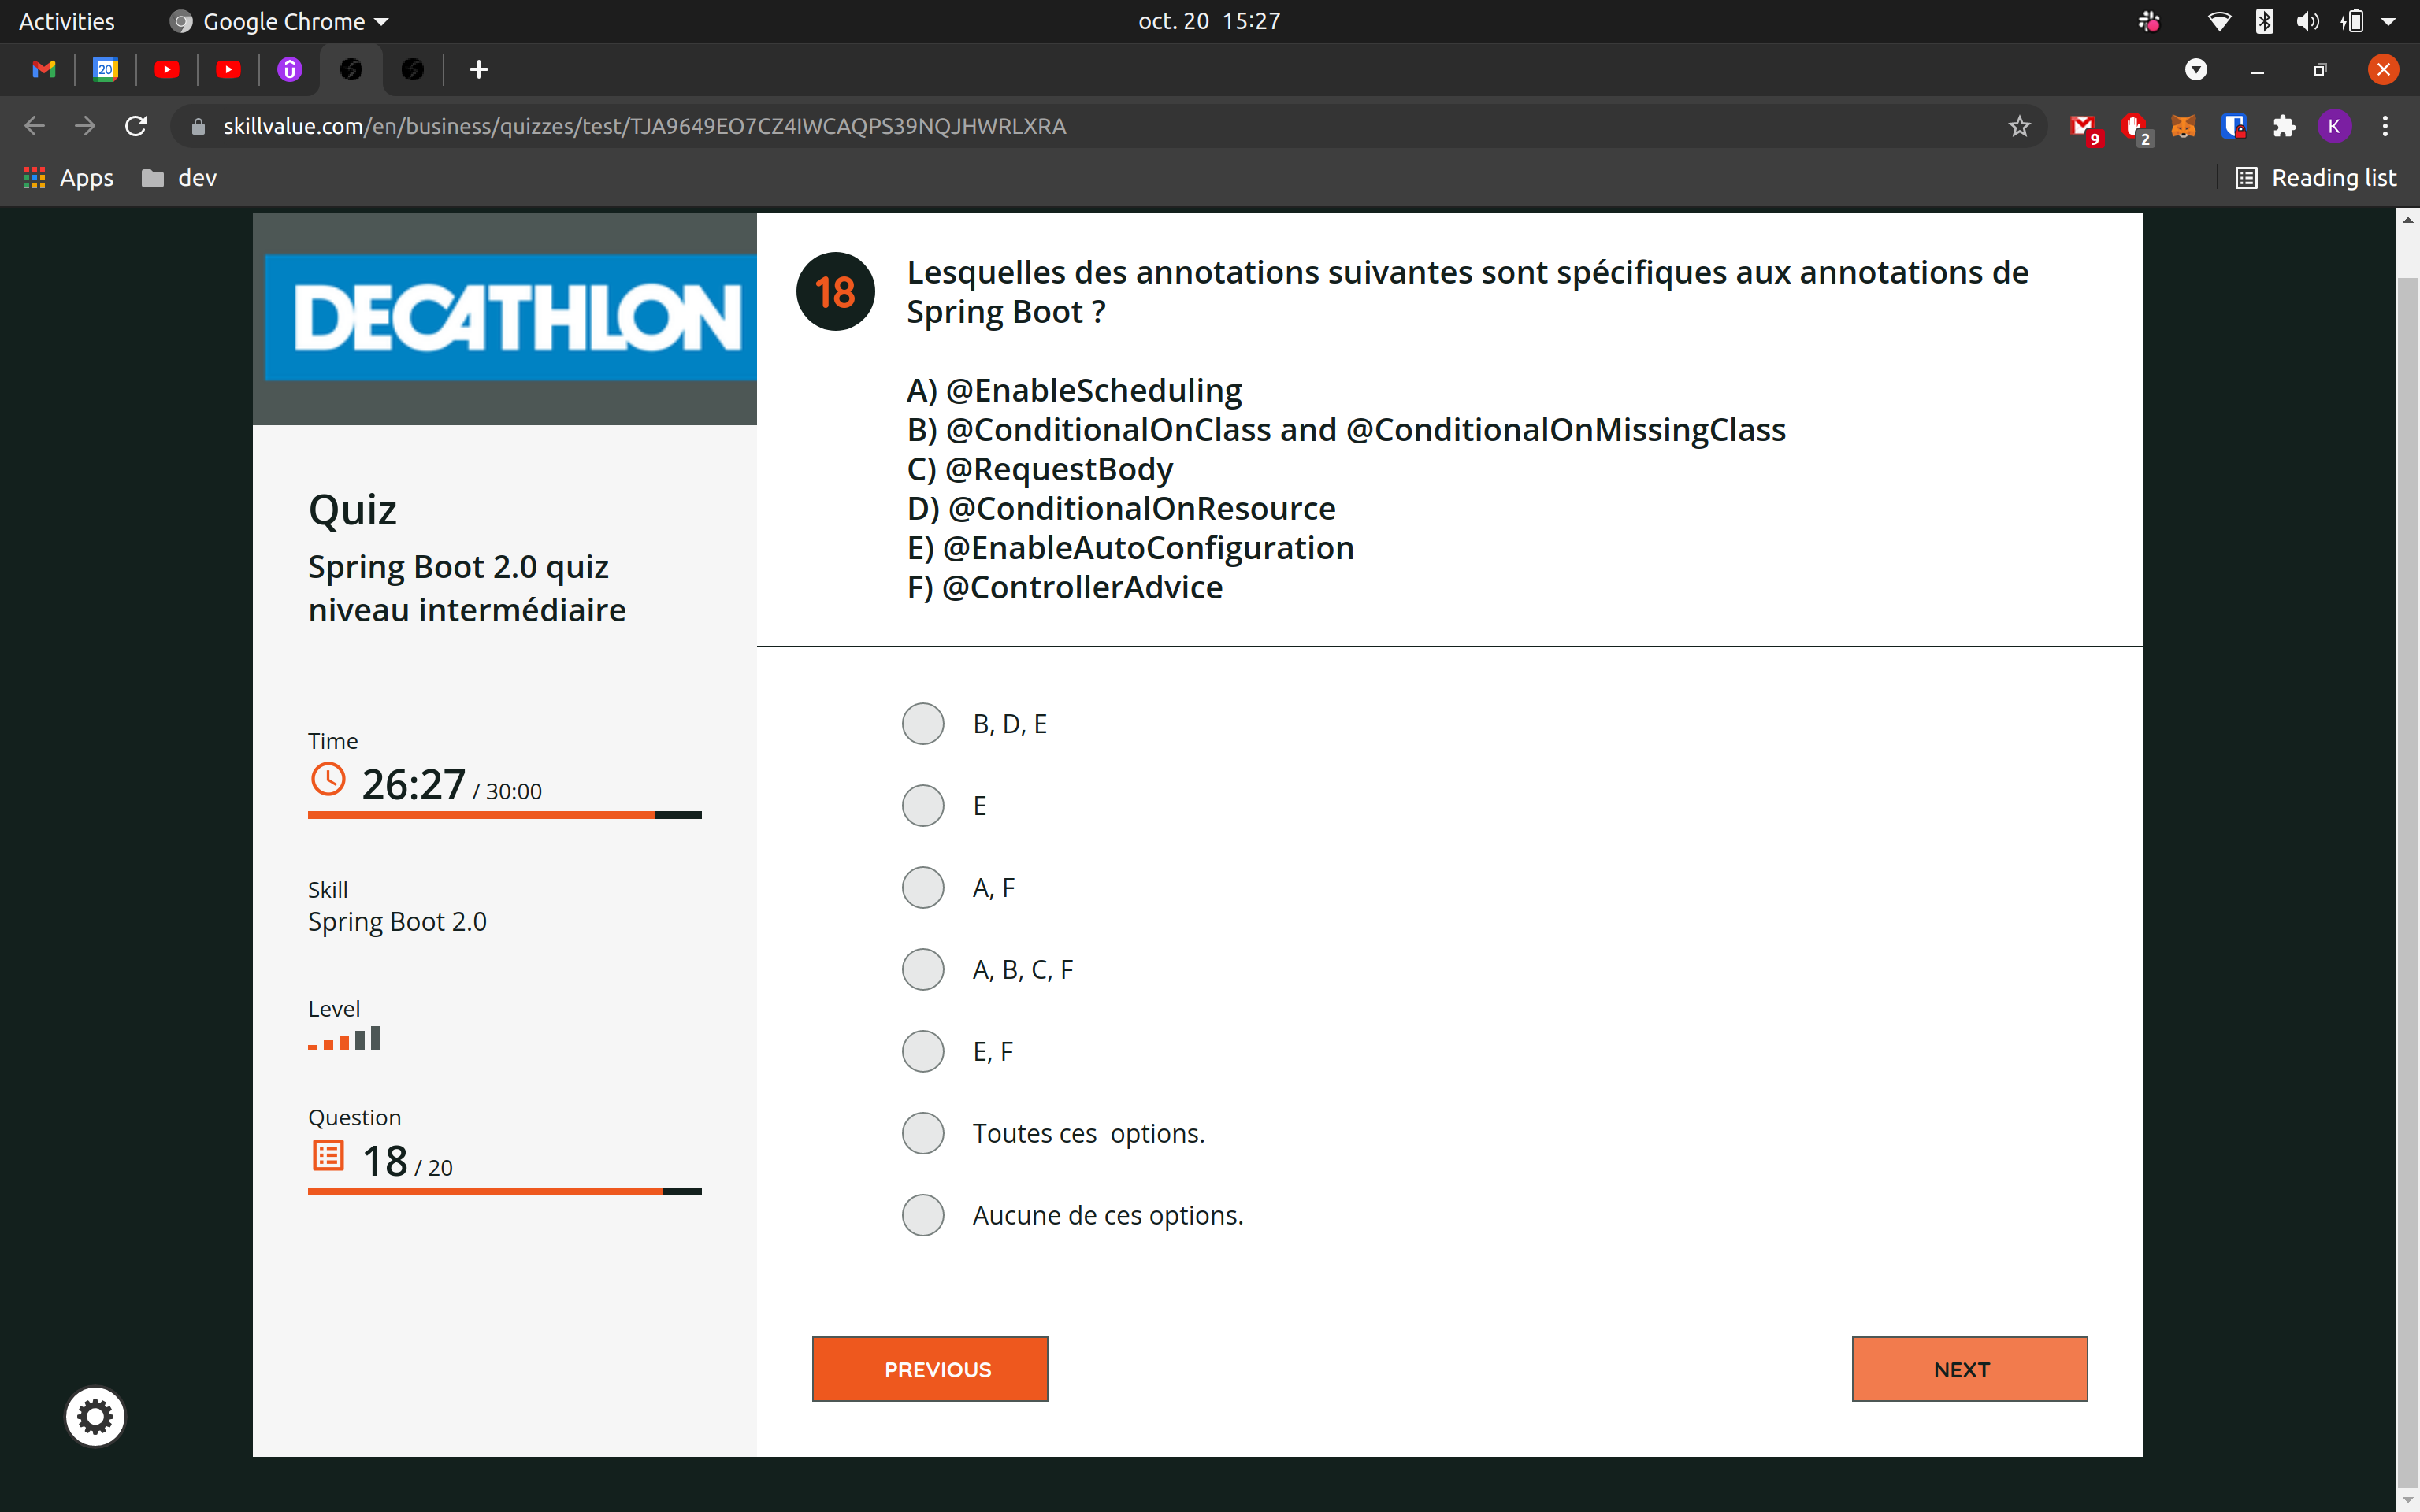 Activities
Google Chrome
oct. 20 15:27
20
skillvalue.com/en/business/quizzes/test/TJA9649EO7CZ4IWCAQPS39NQJHWRLXRA
9
2
K
Apps
dev
Reading list
DECATHLON
Quiz
Spring Boot 2.0 quiz
niveau intermédiaire
Time
26:27 / 30:00
Skill
Spring Boot 2.0
Level
Question
18 / 20
18
Lesquelles des annotations suivantes sont spécifiques aux annotations de
Spring Boot ?
A) @EnableScheduling
B) @ConditionalOnClass and @ConditionalOnMissingClass
C) @RequestBody
D) @ConditionalOnResource
E) @EnableAutoConfiguration
F) @ControllerAdvice
B, D, E
E
A, F
A, B, C, F
E, F
Toutes ces  options.
Aucune de ces options.
PREVIOUS
NEXT